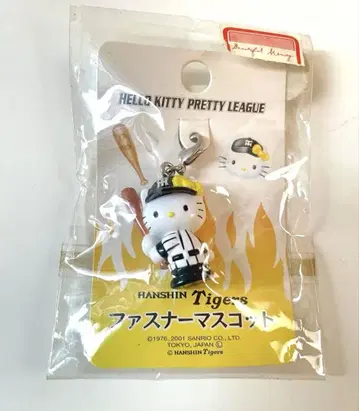 HELLO KITTY PRETTY LEAGUE
HANSHIN Tigers
ファスナーマスコット
©1976, 2001 SANRIO CO., LTD.
TOKYO, JAPAN Ⓛ
© HANSHIN Tigers